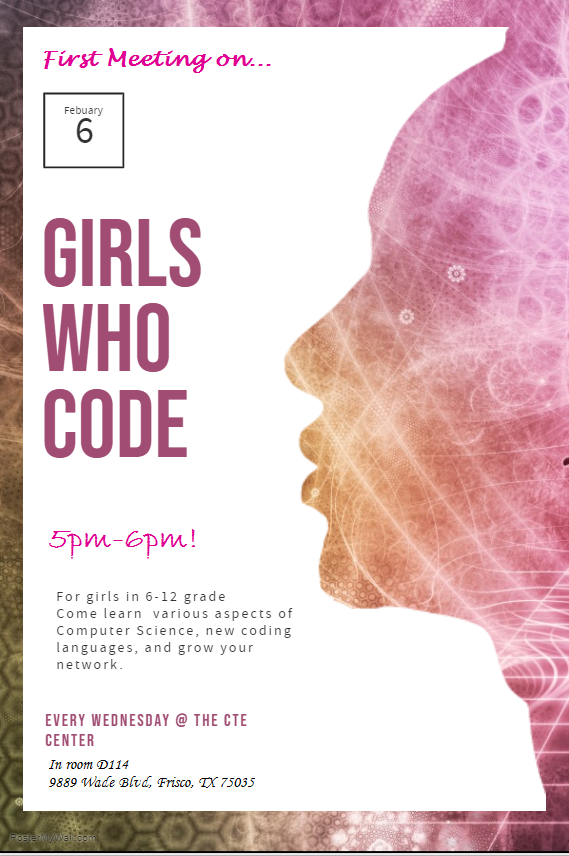 First Meeting on...
Febuary
6
GIRLS
WHO
CODE
5pm-6pm!
For girls in 6-12 grade
Come learn various aspects of
Computer Science, new coding
languages, and grow your
network.
EVERY WEDNESDAY @ THE CTE
CENTER
In room D114
9889 Wade Blvd, Frisco, TX 75035
PosterMyWall.com